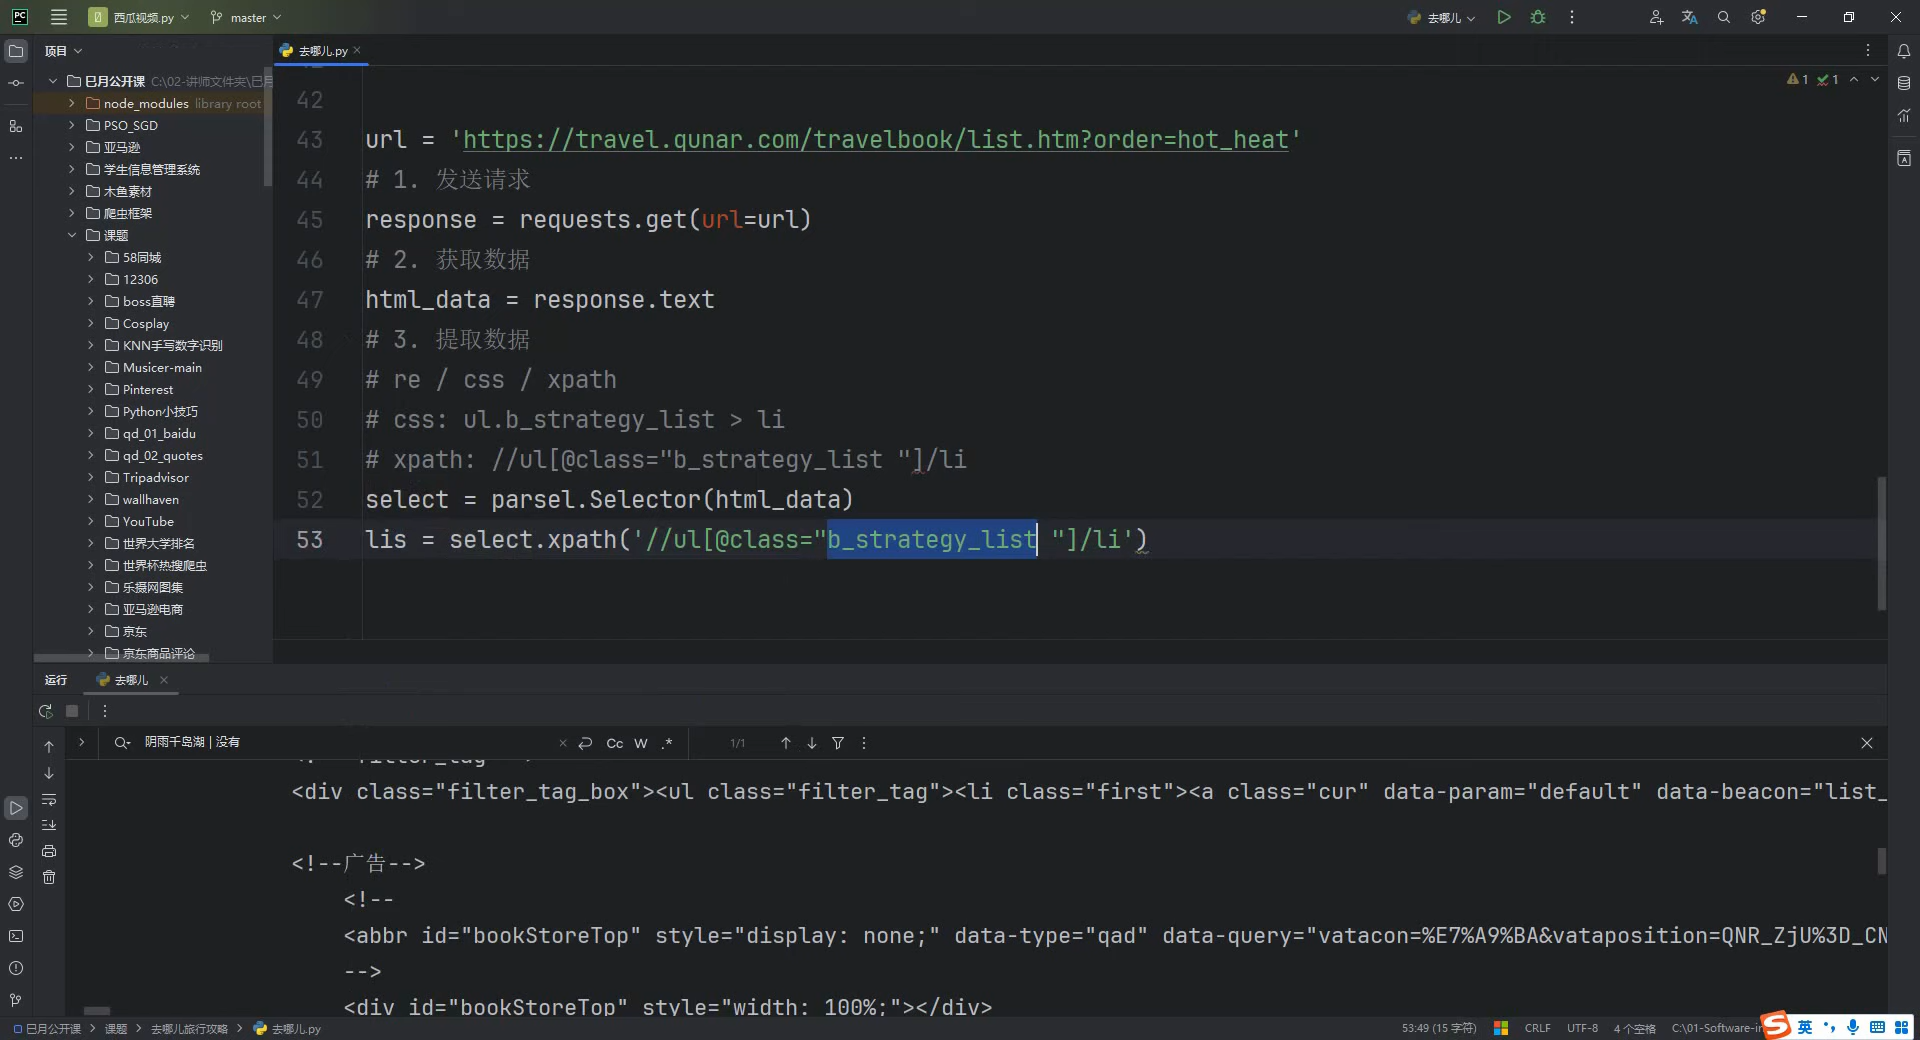 PC
西瓜视频.py
master
去哪儿
项目
去哪儿.py
巳月公开课 C:\02-讲师文件夹\巳月
node_modules library root
PSO_SGD
亚马逊
学生信息管理系统
木鱼素材
爬虫框架
课题
58同城
12306
boss直聘
Cosplay
KNN手写数字识别
Musicer-main
Pinterest
Python小技巧
qd_01_baidu
qd_02_quotes
Tripadvisor
wallhaven
YouTube
世界大学排名
世界杯热搜爬虫
乐摄网图集
亚马逊电商
京东
京东商品评论
1 1
42
43 url = 'https://travel.qunar.com/travelbook/list.htm?order=hot_heat'
44 # 1. 发送请求
45 response = requests.get(url=url)
46 # 2. 获取数据
47 html_data = response.text
48 # 3. 提取数据
49 # re / css / xpath
50 # css: ul.b_strategy_list > li
51 # xpath: //ul[@class="b_strategy_list "]/li
52 select = parsel.Selector(html_data)
53 lis = select.xpath('//ul[@class="b_strategy_list "]/li')
运行 去哪儿
阴雨千岛湖 | 没有
Cc W .* 1/1
<div class="filter_tag_box"><ul class="filter_tag"><li class="first"><a class="cur" data-param="default" data-beacon="list_
<!--广告-->
<!--
<abbr id="bookStoreTop" style="display: none;" data-type="qad" data-query="vatacon=%E7%A9%BA&vataposition=QNR_ZjU%3D_CN
-->
<div id="bookStoreTop" style="width: 100%;"></div>
巳月公开课 > 课题 > 去哪儿旅行攻略 > 去哪儿.py
53:49 (15 字符) CRLF UTF-8 4 个空格 C:\01-Software-in
英